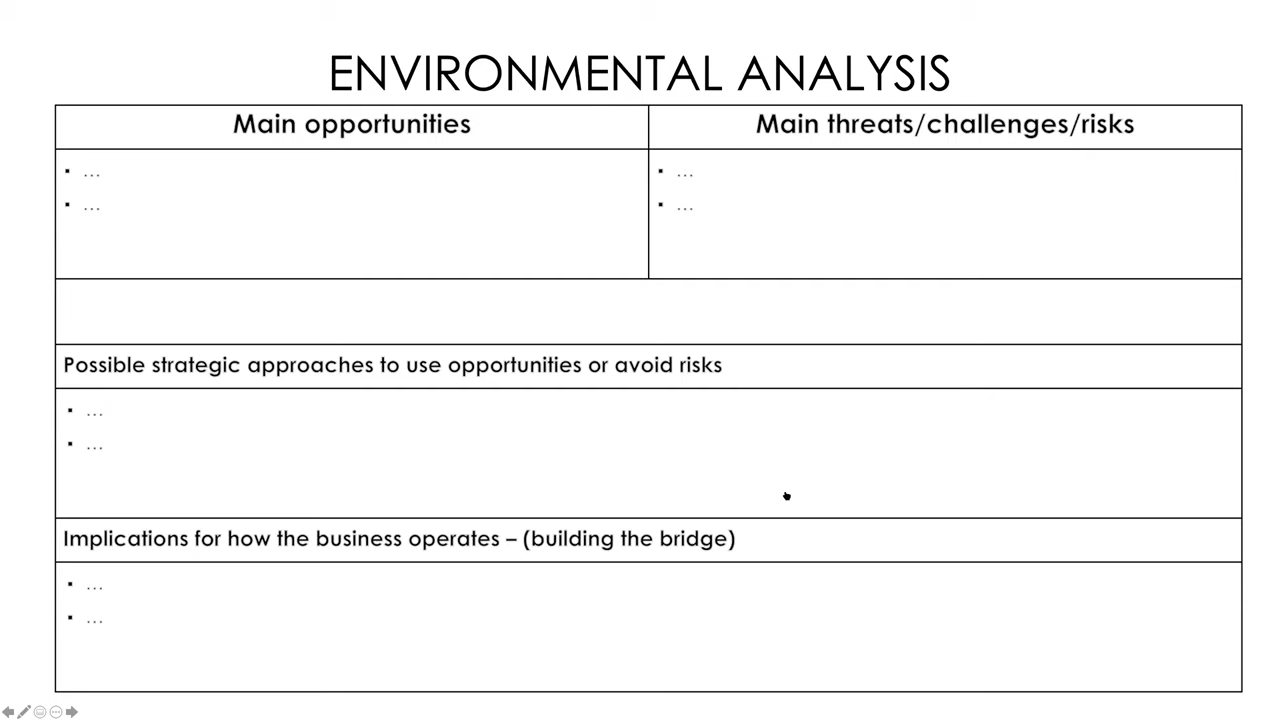 ENVIRONMENTAL ANALYSIS
Main opportunities
Main threats/challenges/risks
▪ …
▪ …
▪ …
▪ …
Possible strategic approaches to use opportunities or avoid risks
▪ …
▪ …
Implications for how the business operates – (building the bridge)
▪ …
▪ …